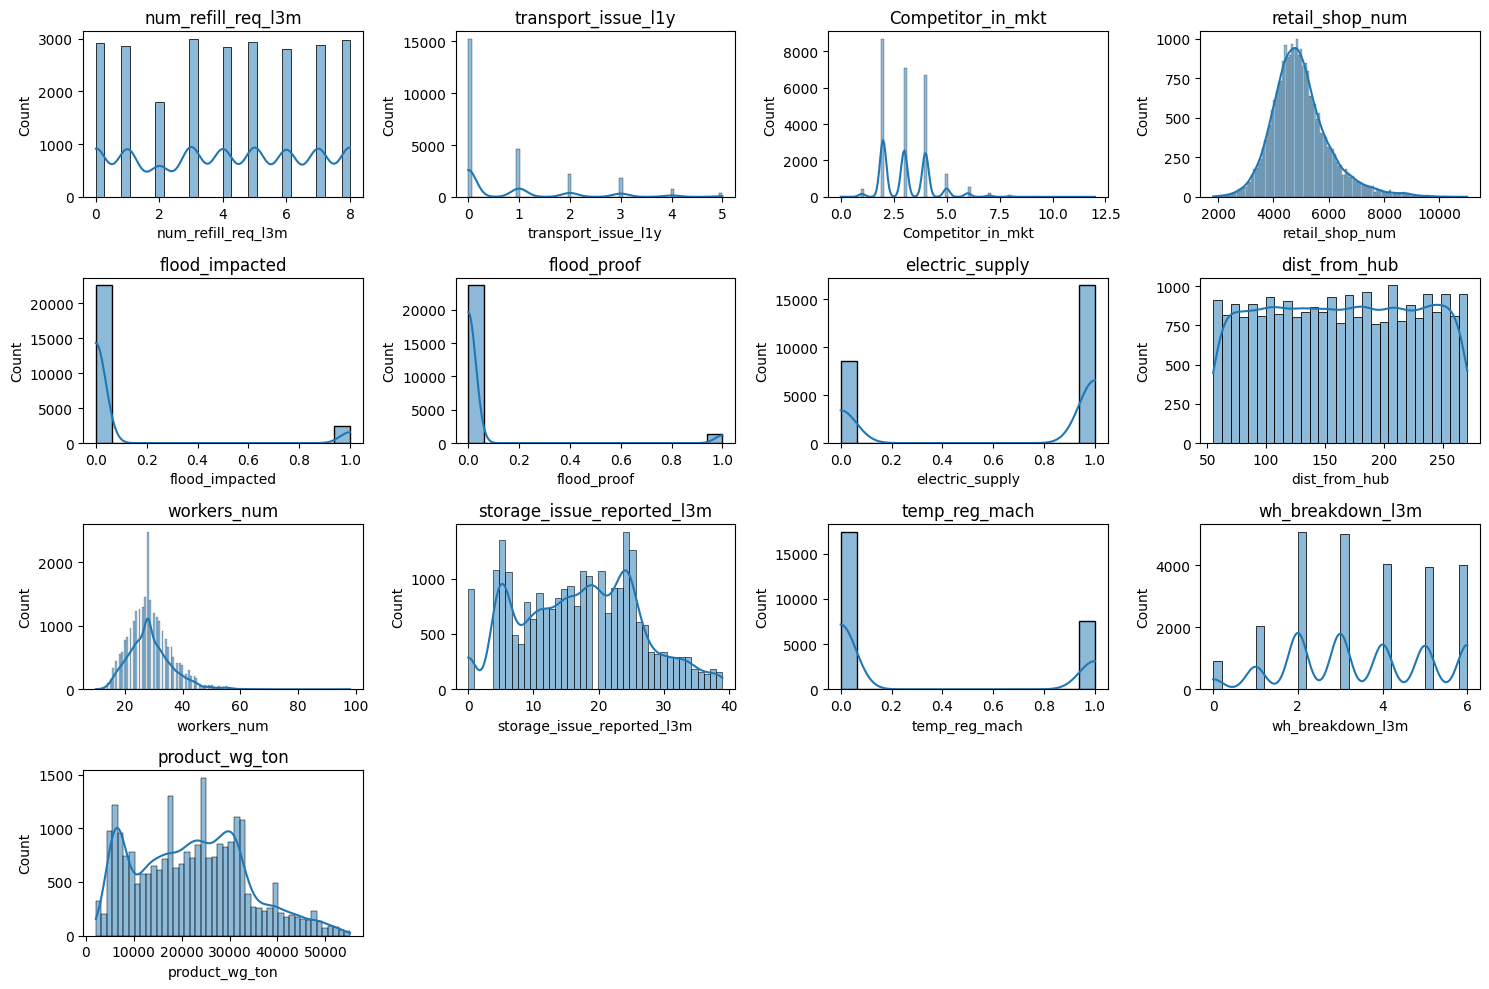 num_refill_req_l3m
3000
2000
1000
0
Count
0 2 4 6 8
num_refill_req_l3m
transport_issue_l1y
15000
10000
5000
0
Count
0 1 2 3 4 5
transport_issue_l1y
Competitor_in_mkt
8000
6000
4000
2000
0
Count
0.0 2.5 5.0 7.5 10.0 12.5
Competitor_in_mkt
retail_shop_num
1000
750
500
250
0
Count
2000 4000 6000 8000 10000
retail_shop_num
flood_impacted
20000
15000
10000
5000
0
Count
0.0 0.2 0.4 0.6 0.8 1.0
flood_impacted
flood_proof
20000
15000
10000
5000
0
Count
0.0 0.2 0.4 0.6 0.8 1.0
flood_proof
electric_supply
15000
10000
5000
0
Count
0.0 0.2 0.4 0.6 0.8 1.0
electric_supply
dist_from_hub
1000
750
500
250
0
Count
50 100 150 200 250
dist_from_hub
workers_num
2000
1000
0
Count
20 40 60 80 100
workers_num
storage_issue_reported_l3m
1000
500
0
Count
0 10 20 30 40
storage_issue_reported_l3m
temp_reg_mach
15000
10000
5000
0
Count
0.0 0.2 0.4 0.6 0.8 1.0
temp_reg_mach
wh_breakdown_l3m
4000
2000
0
Count
0 2 4 6
wh_breakdown_l3m
product_wg_ton
1500
1000
500
0
Count
0 10000 20000 30000 40000 50000
product_wg_ton